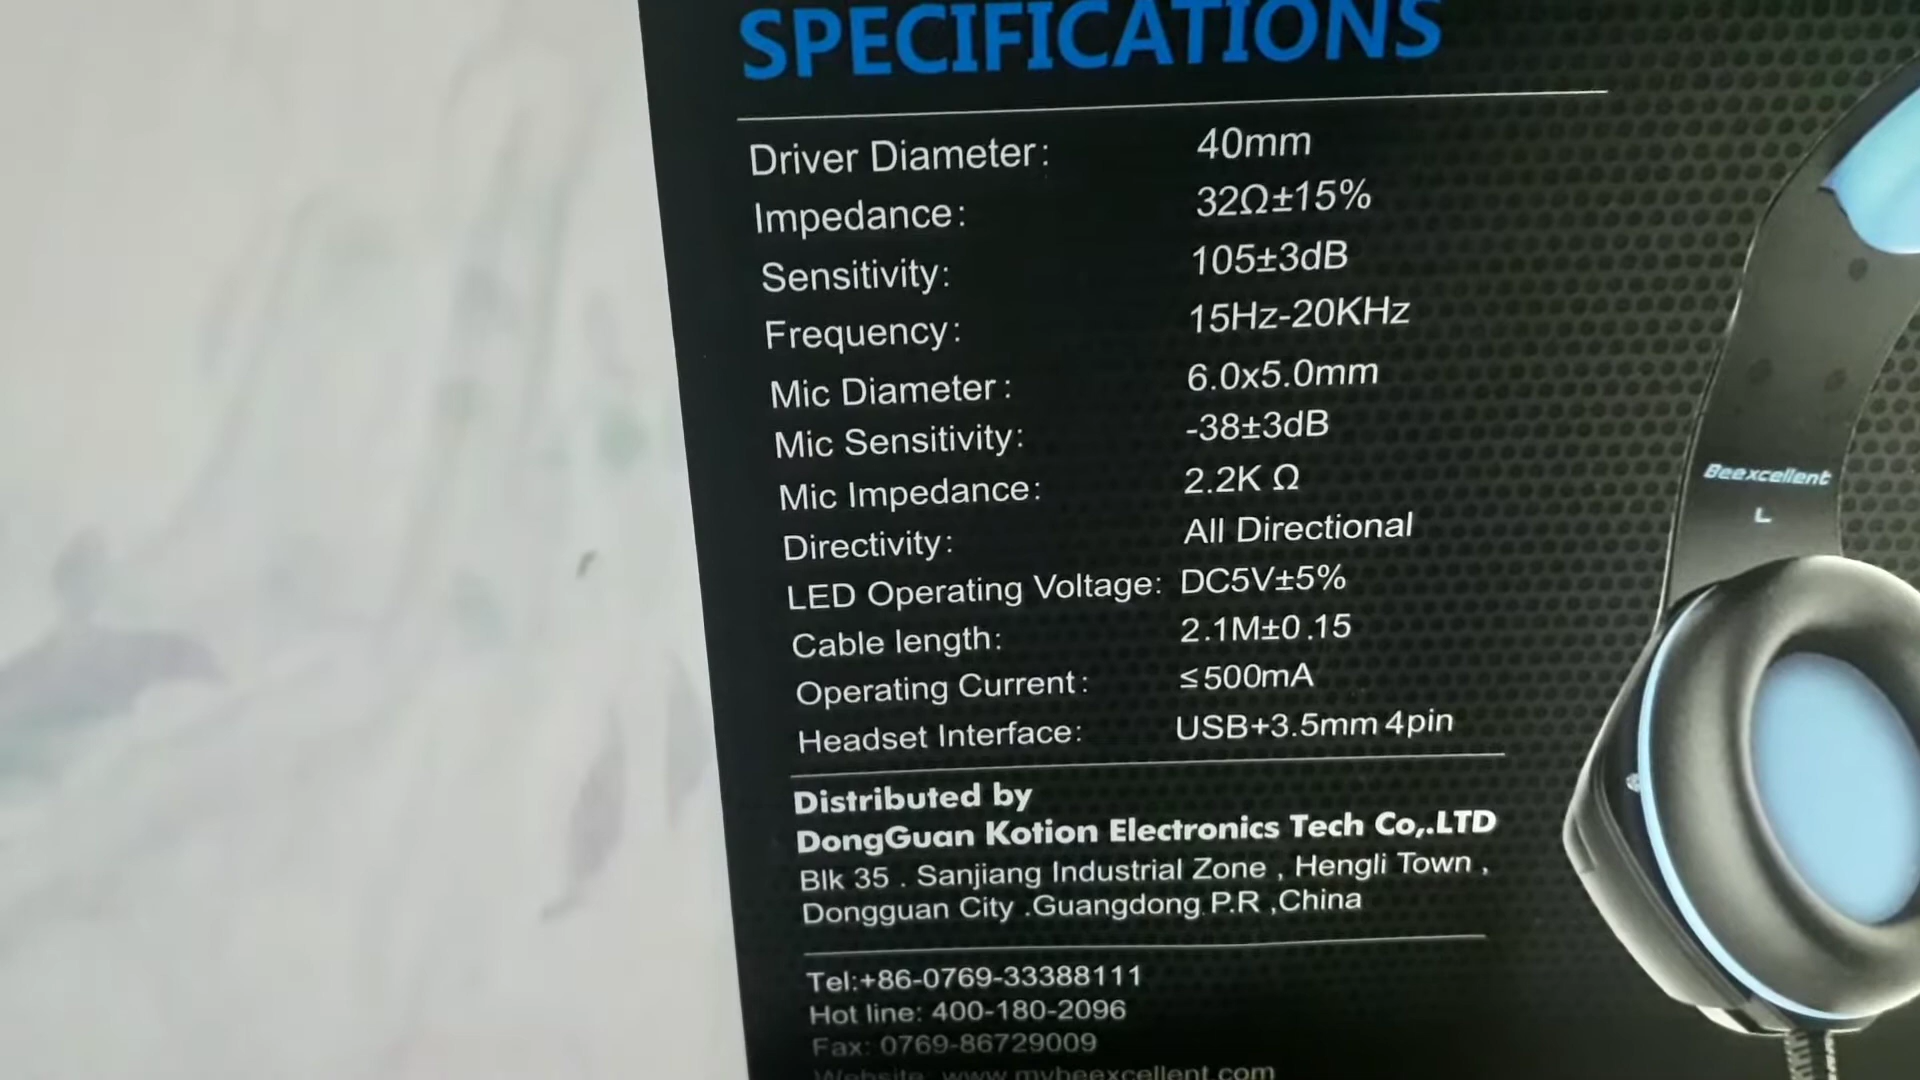 SPECIFICATIONS
Driver Diameter: 40mm
Impedance: 32Ω±15%
Sensitivity: 105±3dB
Frequency: 15Hz-20KHz
Mic Diameter: 6.0x5.0mm
Mic Sensitivity: -38±3dB
Mic Impedance: 2.2K Ω
Directivity: All Directional
LED Operating Voltage: DC5V±5%
Cable length: 2.1M±0.15
Operating Current: ≤500mA
Headset Interface: USB+3.5mm 4pin
Distributed by
DongGuan Kotion Electronics Tech Co,.LTD
Blk 35 . Sanjiang Industrial Zone , Hengli Town ,
Dongguan City .Guangdong P.R ,China
Tel:+86-0769-33388111
Hot line: 400-180-2096
Fax: 0769-86729009
Website: www.mybeexcellent.com
Beexcellent
L